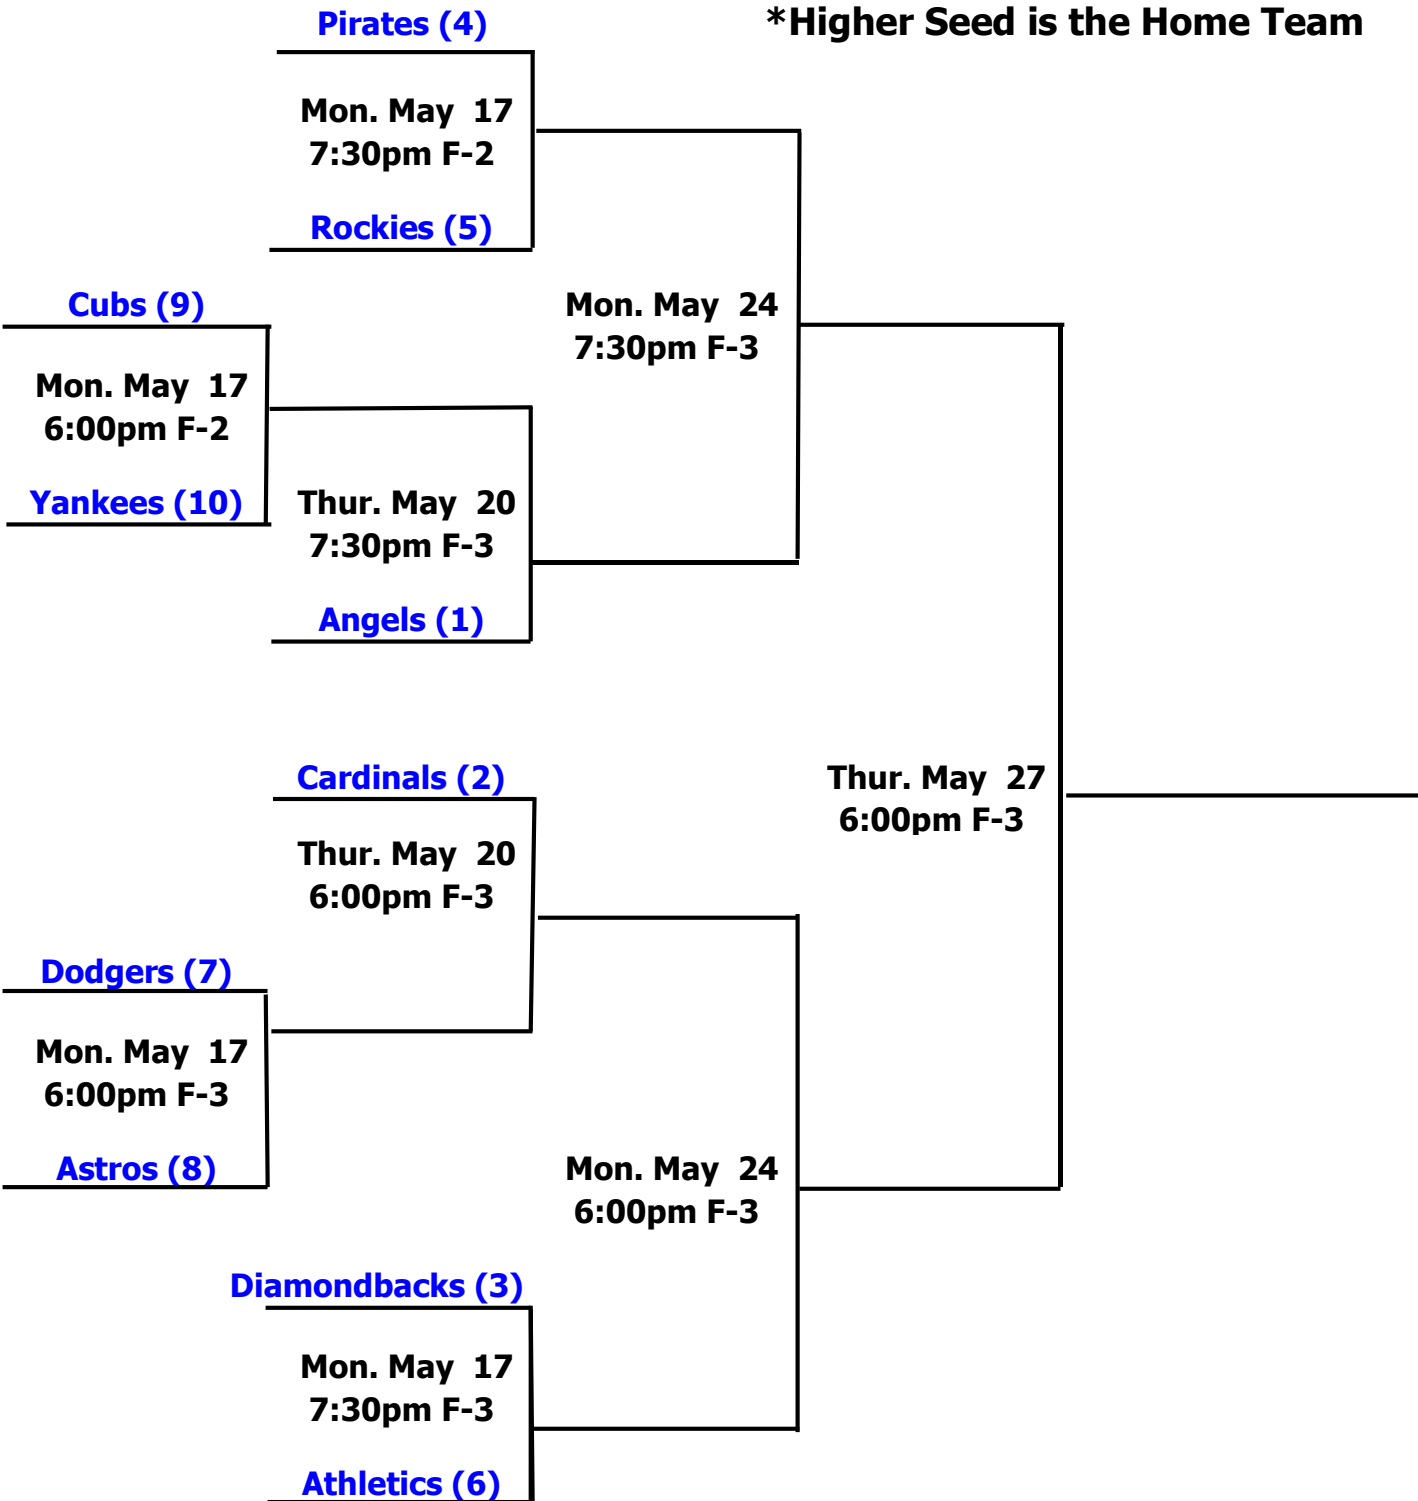 Pirates (4)
*Higher Seed is the Home Team
Mon. May  17
7:30pm F-2
Rockies (5)
Cubs (9)
Mon. May  24
7:30pm F-3
Mon. May  17
6:00pm F-2
Yankees (10)
Thur. May  20
7:30pm F-3
Angels (1)
Cardinals (2)
Thur. May  27
6:00pm F-3
Thur. May  20
6:00pm F-3
Dodgers (7)
Mon. May  17
6:00pm F-3
Astros (8)
Mon. May  24
6:00pm F-3
Diamondbacks (3)
Mon. May  17
7:30pm F-3
Athletics (6)